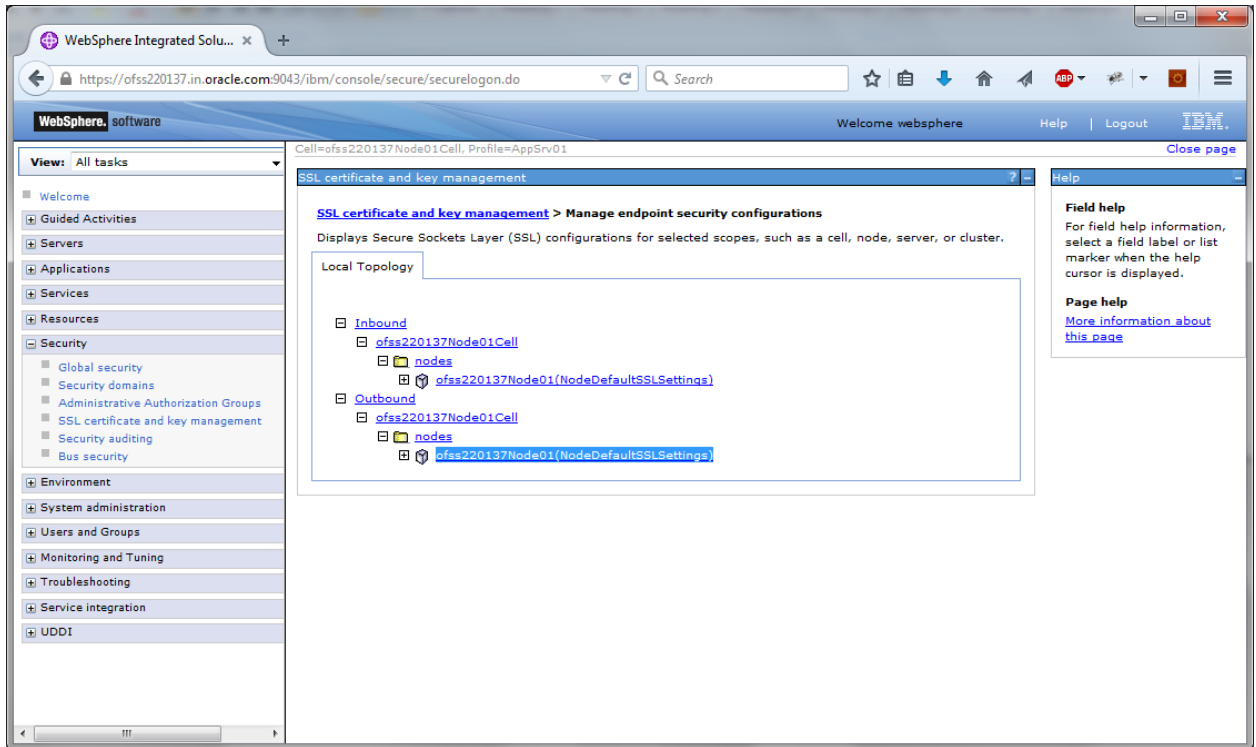 WebSphere Integrated Solu...
https://ofss220137.in.oracle.com:9043/ibm/console/secure/securelogon.do
Search
ABP
WebSphere. software
Welcome websphere
Help | Logout
IBM.
View: All tasks
Cell=ofss220137Node01Cell, Profile=AppSrv01
Close page
Welcome
Guided Activities
Servers
Applications
Services
Resources
Security
Global security
Security domains
Administrative Authorization Groups
SSL certificate and key management
Security auditing
Bus security
Environment
System administration
Users and Groups
Monitoring and Tuning
Troubleshooting
Service integration
UDDI
SSL certificate and key management
SSL certificate and key management > Manage endpoint security configurations
Displays Secure Sockets Layer (SSL) configurations for selected scopes, such as a cell, node, server, or cluster.
Local Topology
Inbound
ofss220137Node01Cell
nodes
ofss220137Node01(NodeDefaultSSLSettings)
Outbound
ofss220137Node01Cell
nodes
ofss220137Node01(NodeDefaultSSLSettings)
Help
Field help
For field help information,
select a field label or list
marker when the help
cursor is displayed.
Page help
More information about
this page